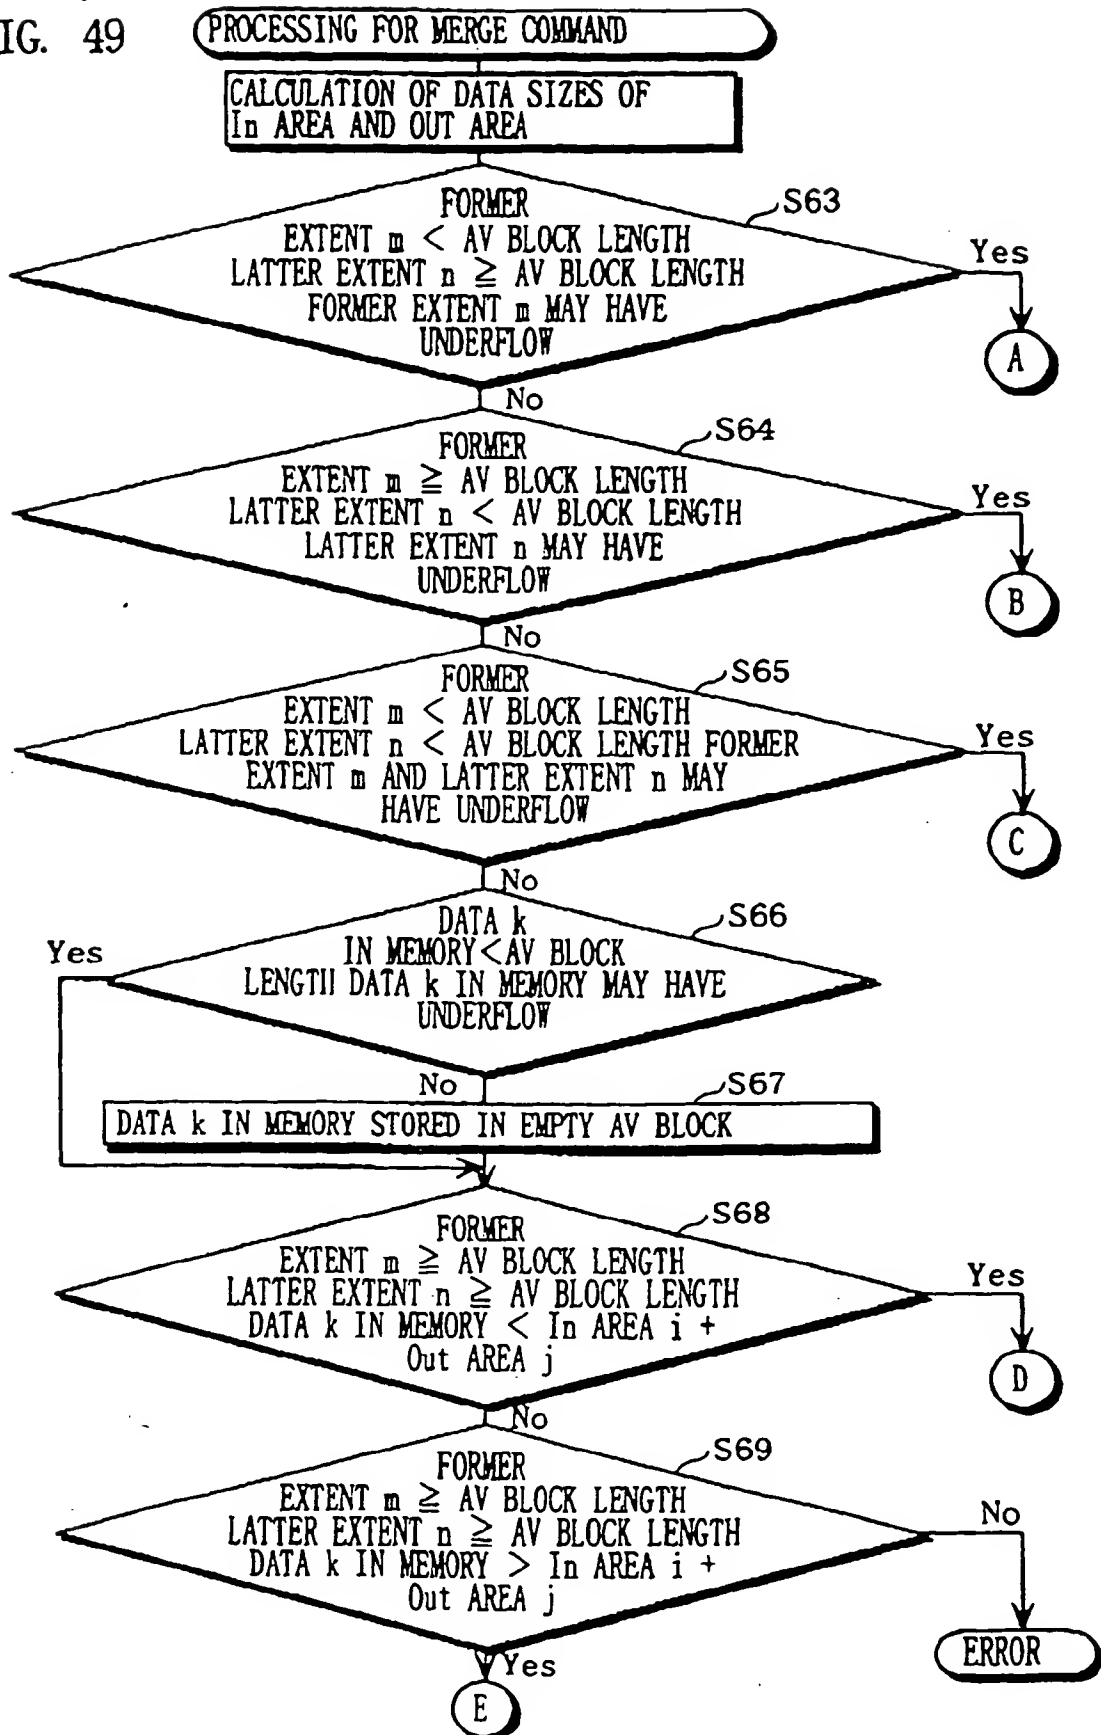 IG. 49
PROCESSING FOR MERGE COMMAND
CALCULATION OF DATA SIZES OF
In AREA AND OUT AREA
S63
FORMER
EXTENT m < AV BLOCK LENGTH
LATTER EXTENT n ≧ AV BLOCK LENGTH
FORMER EXTENT m MAY HAVE
UNDERFLOW
Yes
A
No
S64
FORMER
EXTENT m ≧ AV BLOCK LENGTH
LATTER EXTENT n < AV BLOCK LENGTH
LATTER EXTENT n MAY HAVE
UNDERFLOW
Yes
B
No
S65
FORMER
EXTENT m < AV BLOCK LENGTH
LATTER EXTENT n < AV BLOCK LENGTH FORMER
EXTENT m AND LATTER EXTENT n MAY
HAVE UNDERFLOW
Yes
C
No
S66
DATA k
IN MEMORY<AV BLOCK
LENGTH DATA k IN MEMORY MAY HAVE
UNDERFLOW
Yes
No
S67
DATA k IN MEMORY STORED IN EMPTY AV BLOCK
S68
FORMER
EXTENT m ≧ AV BLOCK LENGTH
LATTER EXTENT n ≧ AV BLOCK LENGTH
DATA k IN MEMORY < In AREA i +
Out AREA j
Yes
D
No
S69
FORMER
EXTENT m ≧ AV BLOCK LENGTH
LATTER EXTENT n ≧ AV BLOCK LENGTH
DATA k IN MEMORY > In AREA i +
Out AREA j
No
ERROR
Yes
E